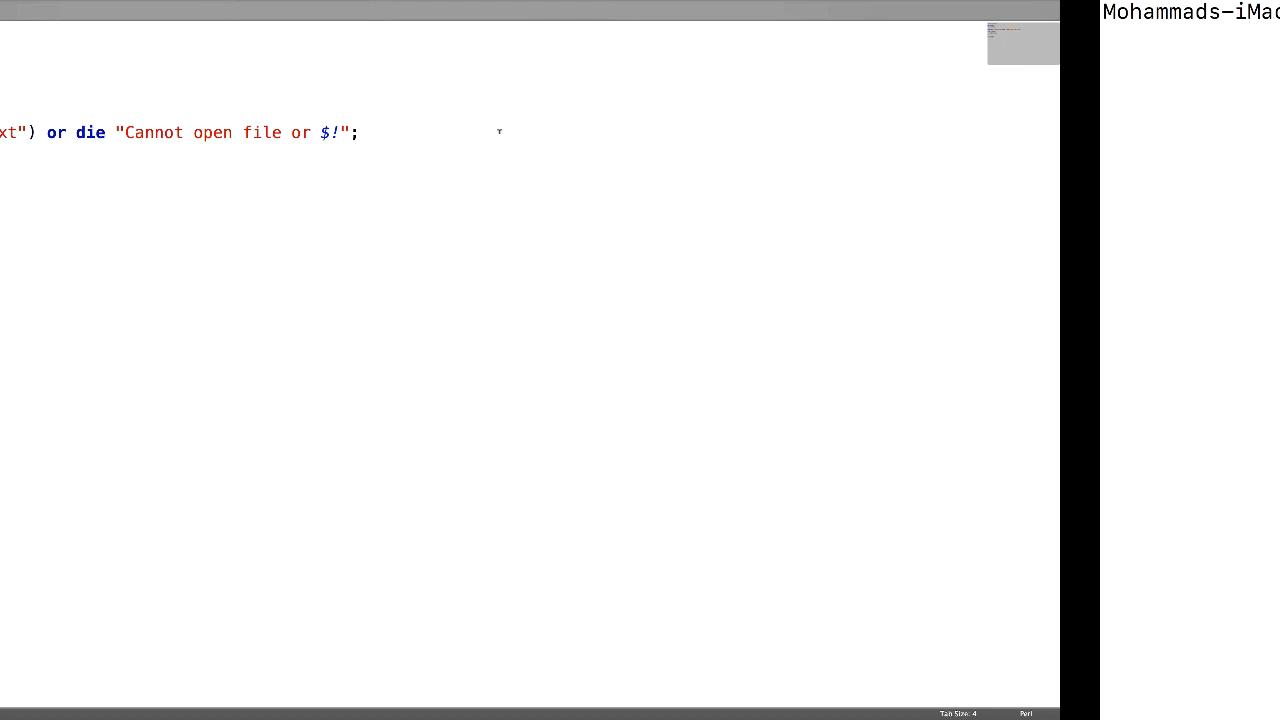 Mohammads-iMac
xt") or die "Cannot open file or $!";
Tab Size: 4 Perl